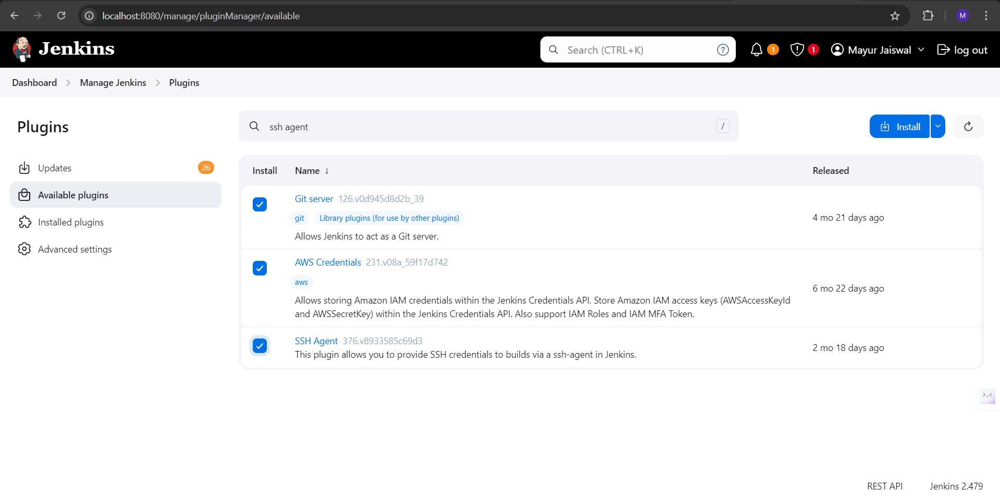 localhost:8080/manage/pluginManager/available
M
Jenkins
Search (CTRL+K)
?
1
1
Mayur Jaiswal
log out
Dashboard
Manage Jenkins
Plugins
Plugins
ssh agent
/
Install
Updates
26
Available plugins
Installed plugins
Advanced settings
Install
Name ↓
Released
Git server 126.v0d945d8d2b_39
git
Library plugins (for use by other plugins)
Allows Jenkins to act as a Git server.
4 mo 21 days ago
AWS Credentials 231.v08a_59f17d742
aws
Allows storing Amazon IAM credentials within the Jenkins Credentials API. Store Amazon IAM access keys (AWSAccessKeyId
and AWSSecretKey) within the Jenkins Credentials API. Also support IAM Roles and IAM MFA Token.
6 mo 22 days ago
SSH Agent 376.v8933585c69d3
This plugin allows you to provide SSH credentials to builds via a ssh-agent in Jenkins.
2 mo 18 days ago
REST API
Jenkins 2.479